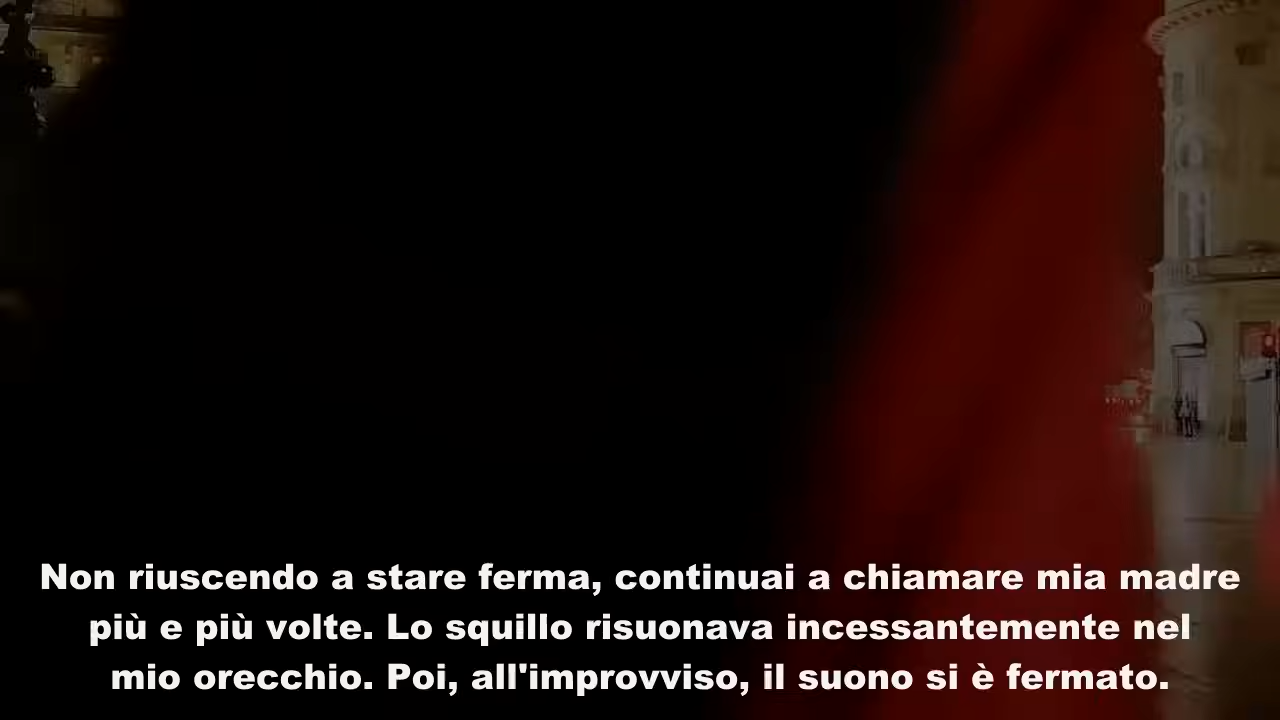 Non riuscendo a stare ferma, continuai a chiamare mia madre
più e più volte. Lo squillo risuonava incessantemente nel
mio orecchio. Poi, all'improvviso, il suono si è fermato.